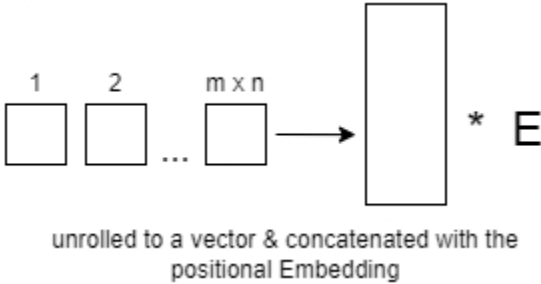 1 2 m x n
... * E
unrolled to a vector & concatenated with the
positional Embedding